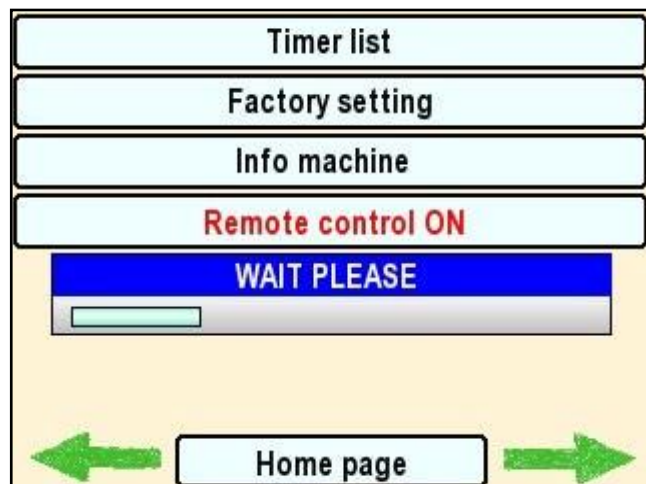 Timer list
Factory setting
Info machine
Remote control ON
WAIT PLEASE
Home page